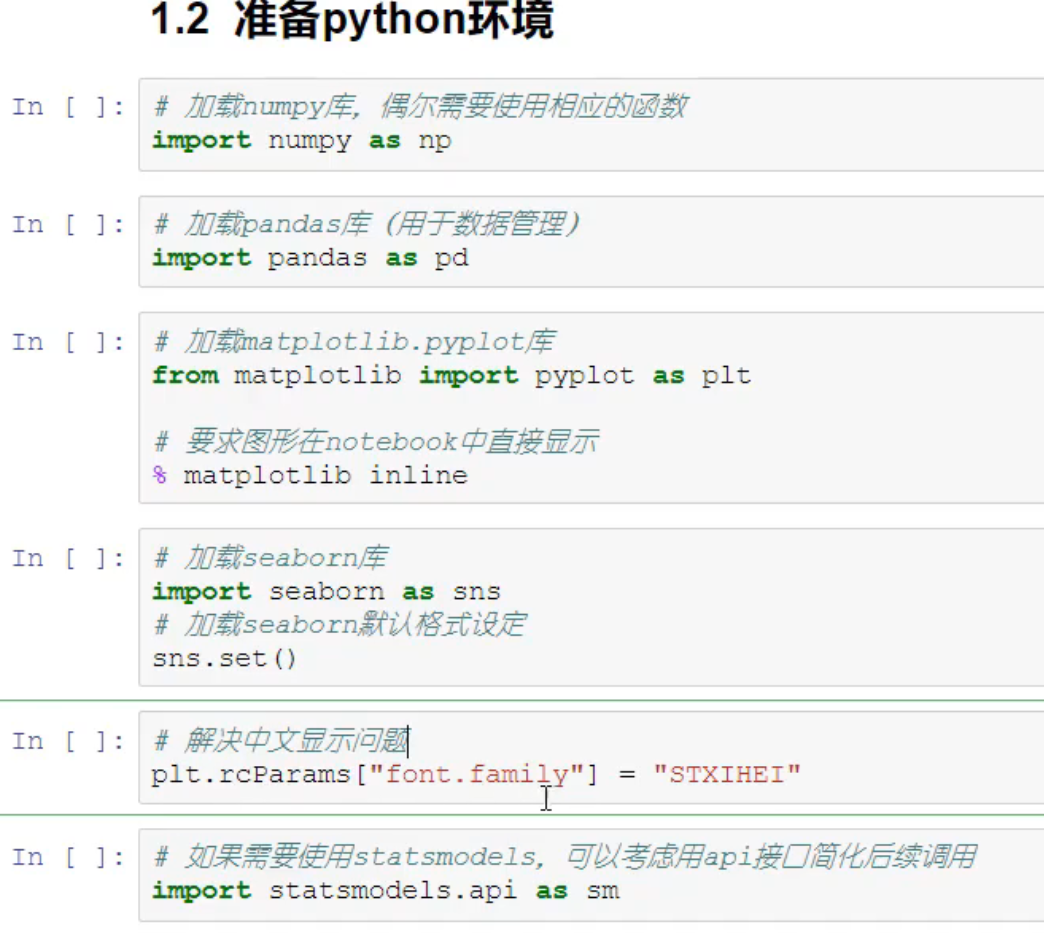 1.2 准备python环境
In [ ]: # 加载numpy库, 偶尔需要使用相应的函数
import numpy as np
In [ ]: # 加载pandas库 (用于数据管理)
import pandas as pd
In [ ]: # 加载matplotlib.pyplot库
from matplotlib import pyplot as plt
# 要求图形在notebook中直接显示
% matplotlib inline
In [ ]: # 加载seaborn库
import seaborn as sns
# 加载seaborn默认格式设定
sns.set()
In [ ]: # 解决中文显示问题
plt.rcParams["font.family"] = "STXIHEI"
In [ ]: # 如果需要使用statsmodels, 可以考虑用api接口简化后续调用
import statsmodels.api as sm